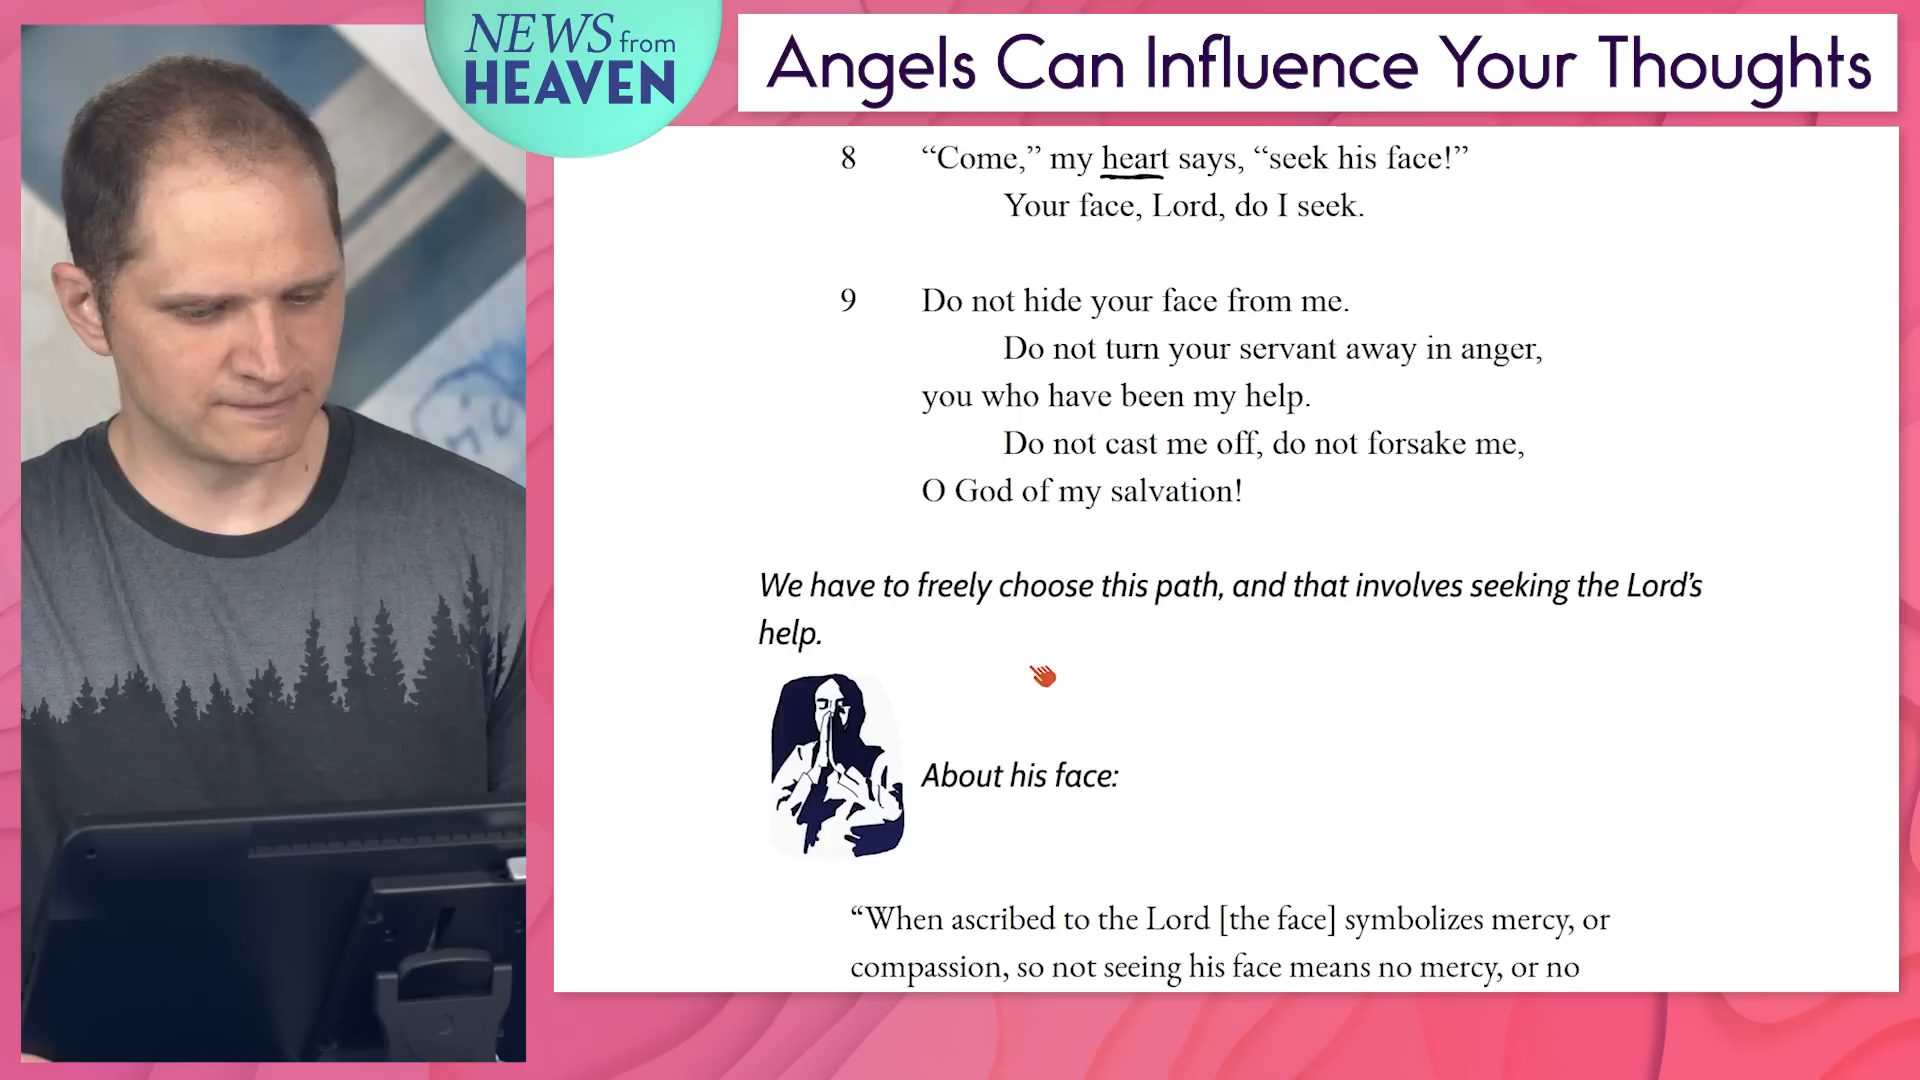 NEWS from
HEAVEN
Angels Can Influence Your Thoughts
8 “Come,” my heart says, “seek his face!”
Your face, Lord, do I seek.
9 Do not hide your face from me.
Do not turn your servant away in anger,
you who have been my help.
Do not cast me off, do not forsake me,
O God of my salvation!
We have to freely choose this path, and that involves seeking the Lord’s
help.
About his face:
“When ascribed to the Lord [the face] symbolizes mercy, or
compassion, so not seeing his face means no mercy, or no